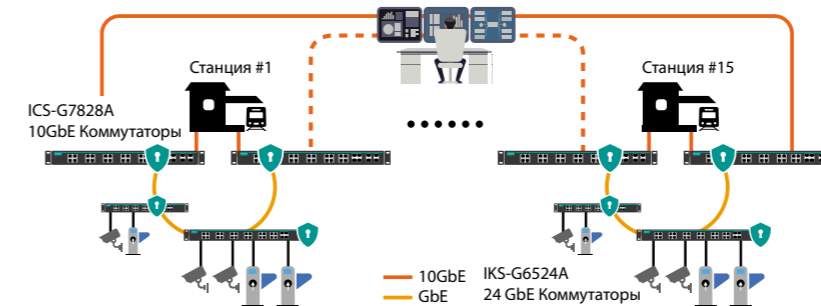 Станция #1
Станция #15
ICS-G7828A
10GbE Коммутаторы
10GbE
GbE
IKS-G6524A
24 GbE Коммутаторы